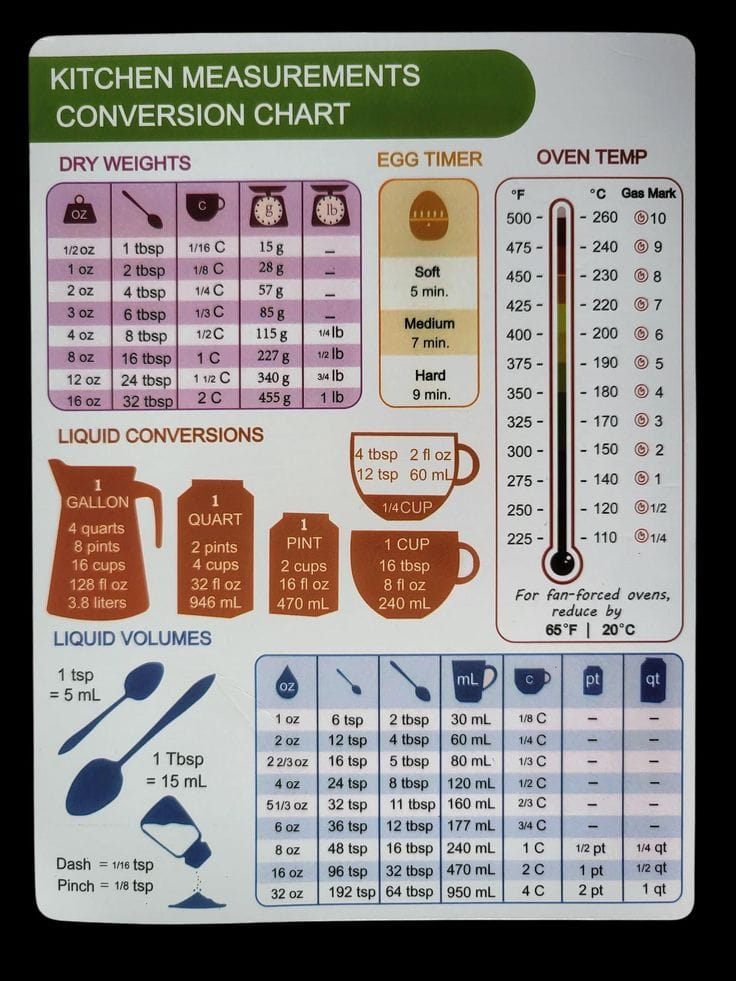 KITCHEN MEASUREMENTS
CONVERSION CHART
DRY WEIGHTS
oz C g lb
1/2 oz 1 tbsp 1/16 C 15 g –
1 oz 2 tbsp 1/8 C 28 g –
2 oz 4 tbsp 1/4 C 57 g –
3 oz 6 tbsp 1/3 C 85 g –
4 oz 8 tbsp 1/2 C 115 g 1/4 lb
8 oz 16 tbsp 1 C 227 g 1/2 lb
12 oz 24 tbsp 1 1/2 C 340 g 3/4 lb
16 oz 32 tbsp 2 C 455 g 1 lb
EGG TIMER
Soft
5 min.
Medium
7 min.
Hard
9 min.
OVEN TEMP
°F °C Gas Mark
500 - - 260 10
475 - - 240 9
450 - - 230 8
425 - - 220 7
400 - - 200 6
375 - - 190 5
350 - - 180 4
325 - - 170 3
300 - - 150 2
275 - - 140 1
250 - - 120 1/2
225 - - 110 1/4
For fan-forced ovens,
reduce by
65°F | 20°C
LIQUID CONVERSIONS
1
GALLON
4 quarts
8 pints
16 cups
128 fl oz
3.8 liters
1
QUART
2 pints
4 cups
32 fl oz
946 mL
1
PINT
2 cups
16 fl oz
470 mL
4 tbsp 2 fl oz
12 tsp 60 mL
1/4 CUP
1 CUP
16 tbsp
8 fl oz
240 mL
LIQUID VOLUMES
1 tsp
= 5 mL
1 Tbsp
= 15 mL
Dash = 1/16 tsp
Pinch = 1/8 tsp
oz mL c pt qt
1 oz 6 tsp 2 tbsp 30 mL 1/8 C – –
2 oz 12 tsp 4 tbsp 60 mL 1/4 C – –
2 2/3 oz 16 tsp 5 tbsp 80 mL 1/3 C – –
4 oz 24 tsp 8 tbsp 120 mL 1/2 C – –
5 1/3 oz 32 tsp 11 tbsp 160 mL 2/3 C – –
6 oz 36 tsp 12 tbsp 177 mL 3/4 C – –
8 oz 48 tsp 16 tbsp 240 mL 1 C 1/2 pt 1/4 qt
16 oz 96 tsp 32 tbsp 470 mL 2 C 1 pt 1/2 qt
32 oz 192 tsp 64 tbsp 950 mL 4 C 2 pt 1 qt